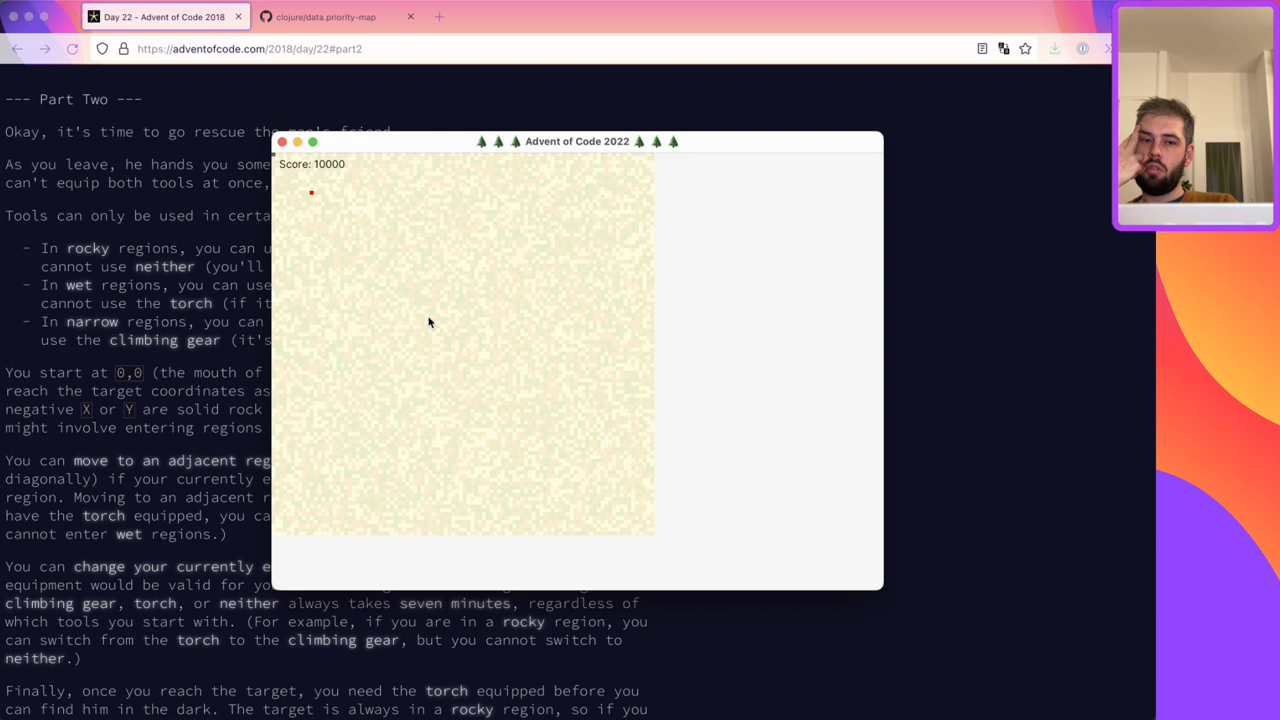 Day 22 - Advent of Code 2018
clojure/data.priority-map
https://adventofcode.com/2018/day/22#part2
--- Part Two ---
Okay, it's time to go rescue the man's friend.
As you leave, he hands you some
can't equip both tools at once,
Tools can only be used in certa
- In rocky regions, you can u
cannot use neither (you'll
- In wet regions, you can use
cannot use the torch (if it
- In narrow regions, you can
use the climbing gear (it's
You start at 0,0 (the mouth of
reach the target coordinates as
negative X or Y are solid rock
might involve entering regions
You can move to an adjacent reg
diagonally) if your currently e
region. Moving to an adjacent r
have the torch equipped, you ca
cannot enter wet regions.)
You can change your currently e
equipment would be valid for yo
climbing gear, torch, or neither always takes seven minutes, regardless of
which tools you start with. (For example, if you are in a rocky region, you
can switch from the torch to the climbing gear, but you cannot switch to
neither.)
Finally, once you reach the target, you need the torch equipped before you
can find him in the dark. The target is always in a rocky region, so if you
Advent of Code 2022
Score: 10000